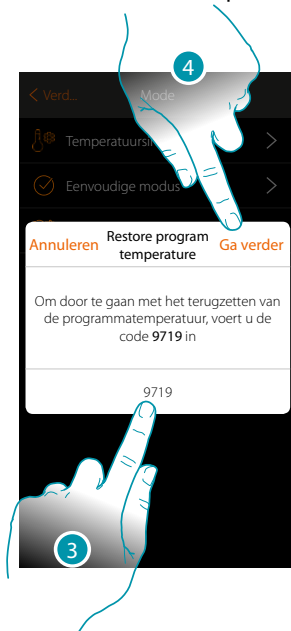 4
Verd... Mode
Temperatuursi
Eenvoudige modus
Annuleren Restore program temperature Ga verder
Om door te gaan met het terugzetten van
de programmatemperatuur, voert u de
code 9719 in
9719
3